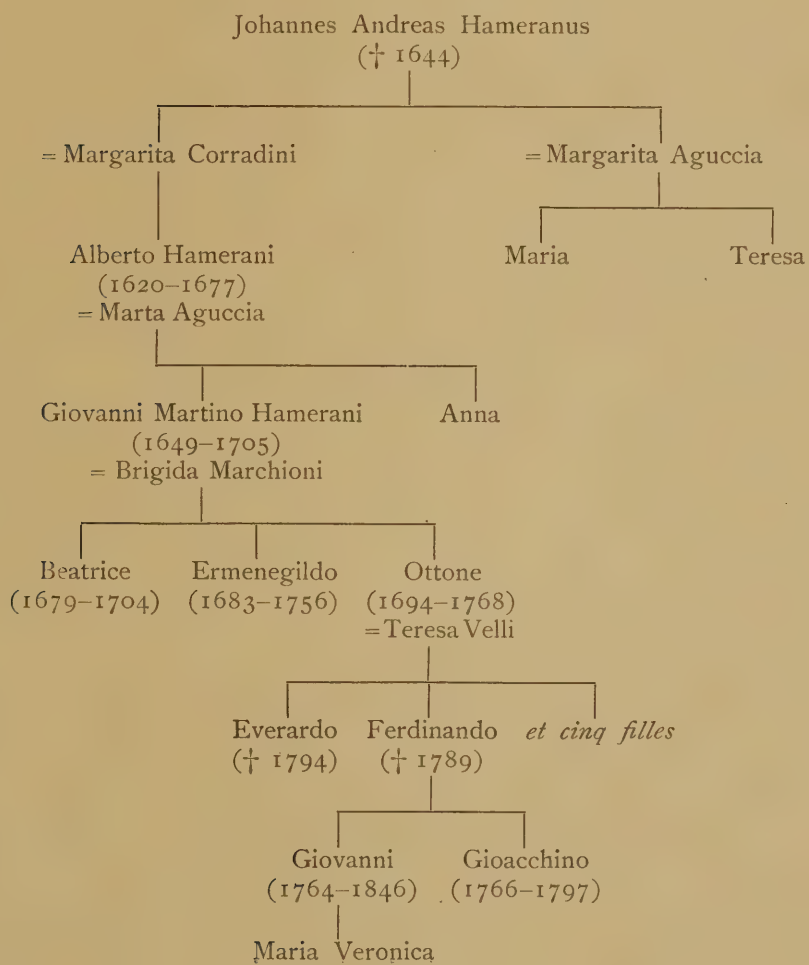 Johannes Andreas Hameranus
(† 1644)
= Margarita Corradini
= Margarita Aguccia
Alberto Hamerani
(1620–1677)
= Marta Aguccia
Maria
Teresa
Giovanni Martino Hamerani
(1649–1705)
= Brigida Marchioni
Anna
Beatrice
(1679–1704)
Ermenegildo
(1683–1756)
Ottone
(1694–1768)
= Teresa Velli
Everardo
(† 1794)
Ferdinando
(† 1789)
et cinq filles
Giovanni
(1764–1846)
Gioacchino
(1766–1797)
Maria Veronica